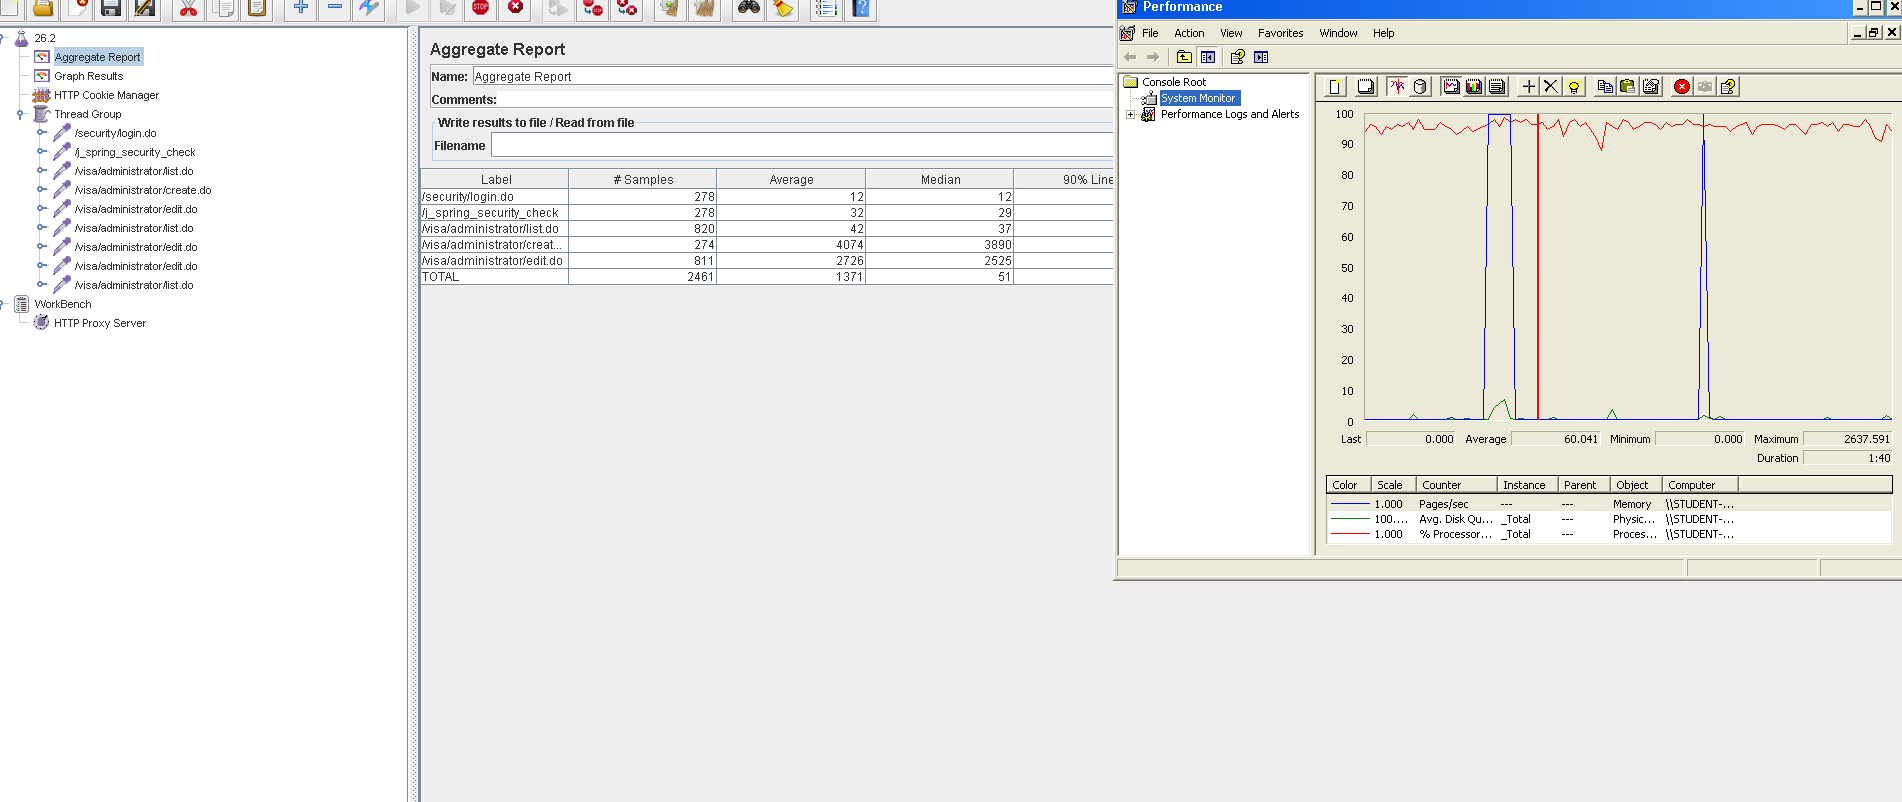 26.2
Aggregate Report
Graph Results
HTTP Cookie Manager
Thread Group
/security/login.do
/j_spring_security_check
/visa/administrator/list.do
/visa/administrator/create.do
/visa/administrator/edit.do
/visa/administrator/list.do
/visa/administrator/edit.do
/visa/administrator/edit.do
/visa/administrator/list.do
WorkBench
HTTP Proxy Server
STOP
Aggregate Report
Name: Aggregate Report
Comments:
Write results to file / Read from file
Filename
Label # Samples Average Median 90% Line
/security/login.do 278 12 12
/j_spring_security_check 278 32 29
/visa/administrator/list.do 820 42 37
/visa/administrator/creat... 274 4074 3890
/visa/administrator/edit.do 811 2726 2525
TOTAL 2461 1371 51
Performance
File Action View Favorites Window Help
Console Root
System Monitor
Performance Logs and Alerts
100
90
80
70
60
50
40
30
20
10
0
Last 0.000 Average 60.041 Minimum 0.000 Maximum 2637.591
Duration 1:40
Color Scale Counter Instance Parent Object Computer
1.000 Pages/sec --- --- Memory \\STUDENT-...
100.... Avg. Disk Qu... _Total --- Physic... \\STUDENT-...
1.000 % Processor... _Total --- Proces... \\STUDENT-...